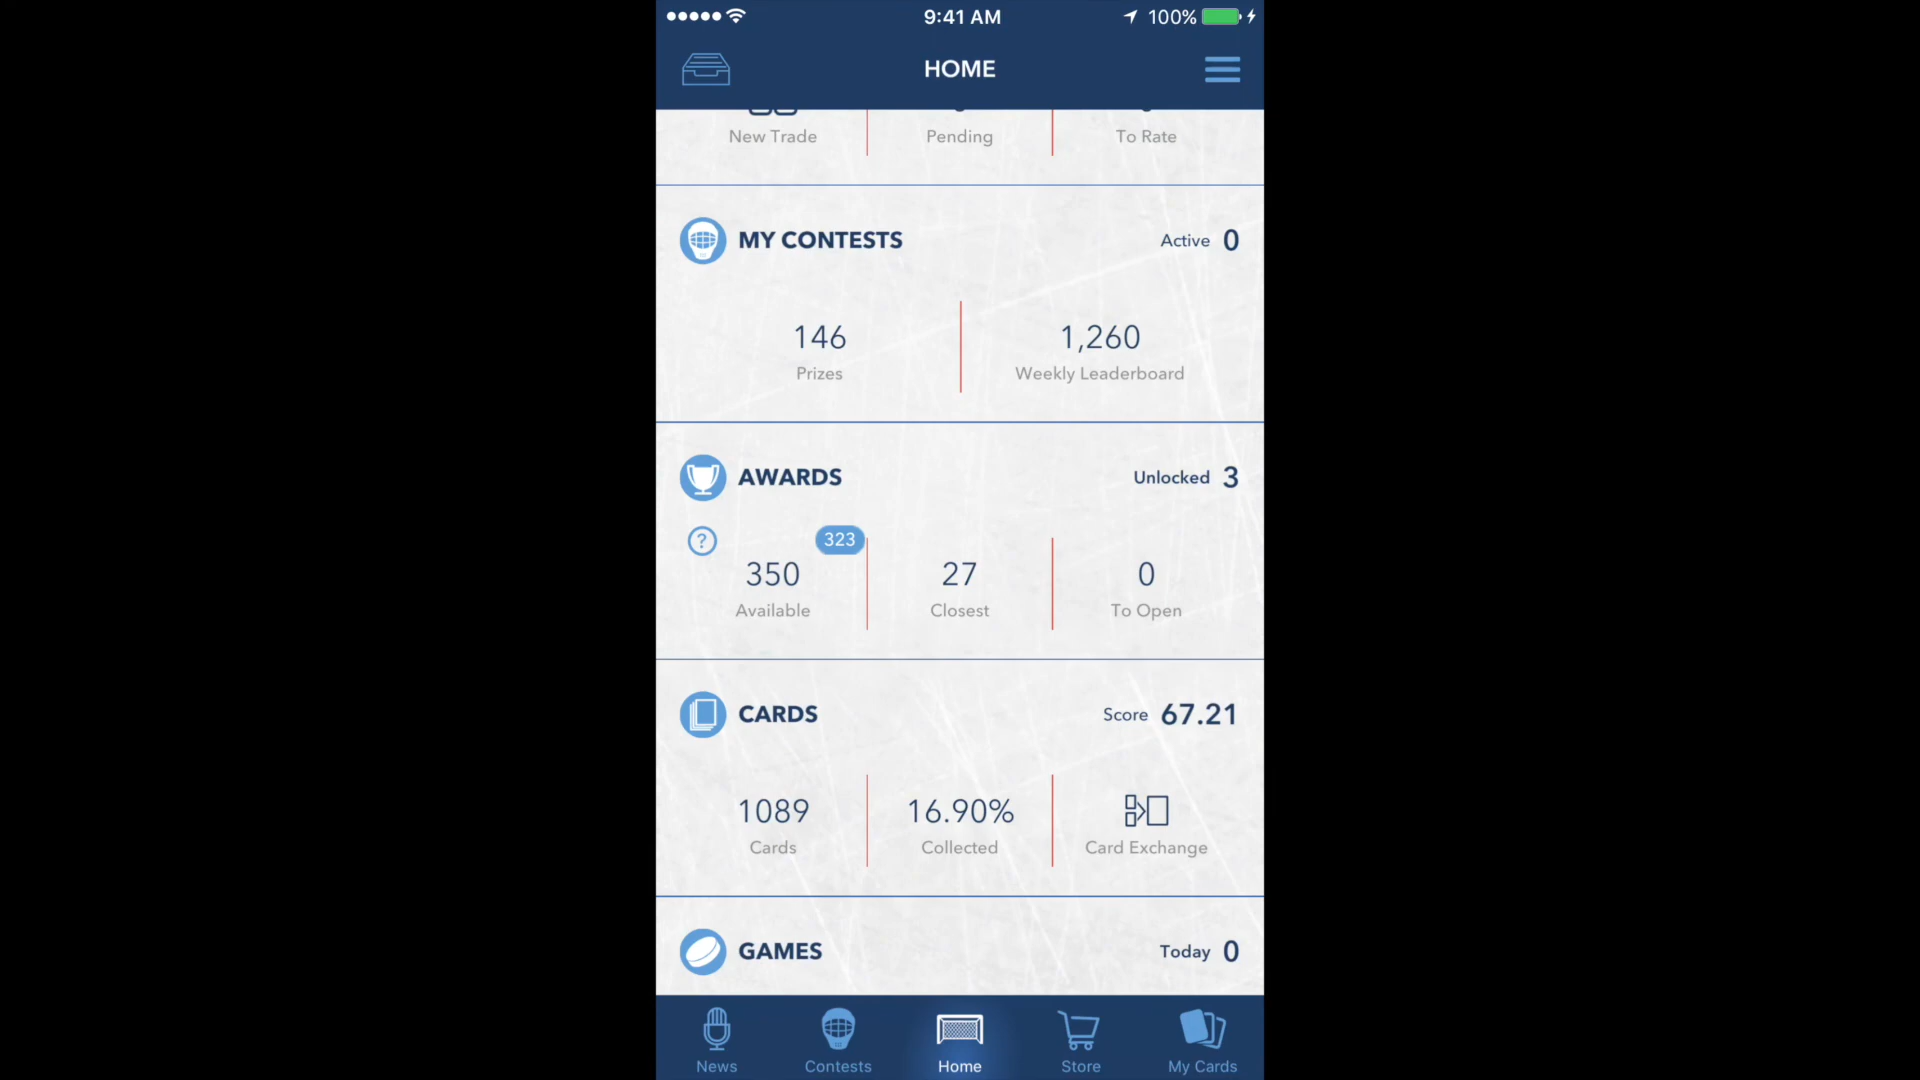 9:41 AM
100%
HOME
New Trade
Pending
To Rate
MY CONTESTS
Active 0
146
Prizes
1,260
Weekly Leaderboard
AWARDS
Unlocked 3
?
323
350
Available
27
Closest
0
To Open
CARDS
Score 67.21
1089
Cards
16.90%
Collected
Card Exchange
GAMES
Today 0
News
Contests
Home
Store
My Cards